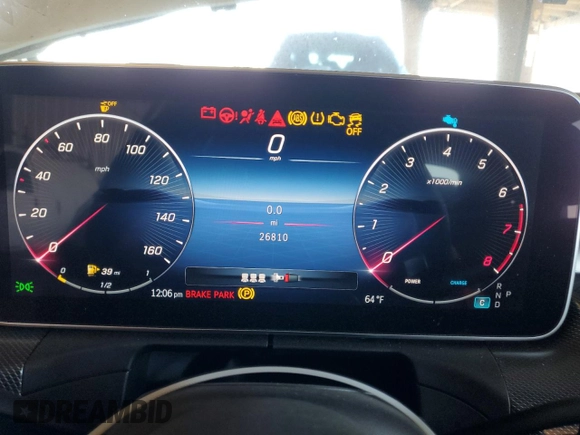 OFF
OFF
0
mph
0 20 40 60 80 100 120 140 160
mph
0 1 2 3 4 5 6 7 8
x1000/min
0.0
mi
26810
39 mi
0 1/2 1
POWER
CHARGE
12:06 pm BRAKE PARK (P)
64°F
C
R
N
D
P
DREAMBID